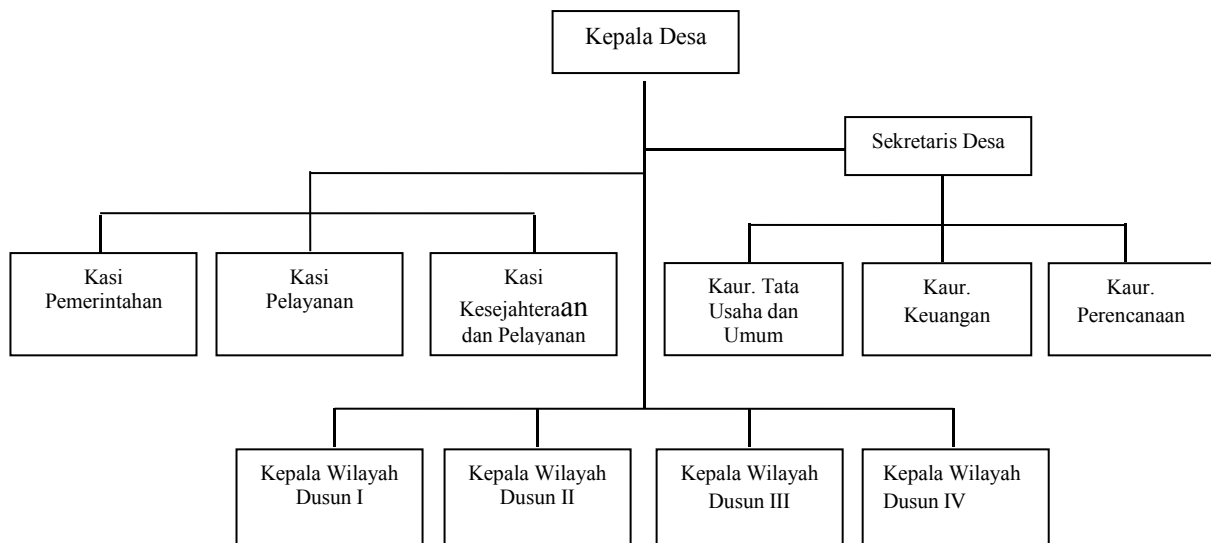 Kepala Desa
Sekretaris Desa
Kasi
Pemerintahan
Kasi
Pelayanan
Kasi
Kesejahteraan
dan Pelayanan
Kaur. Tata
Usaha dan
Umum
Kaur.
Keuangan
Kaur.
Perencanaan
Kepala Wilayah
Dusun I
Kepala Wilayah
Dusun II
Kepala Wilayah
Dusun III
Kepala Wilayah
Dusun IV